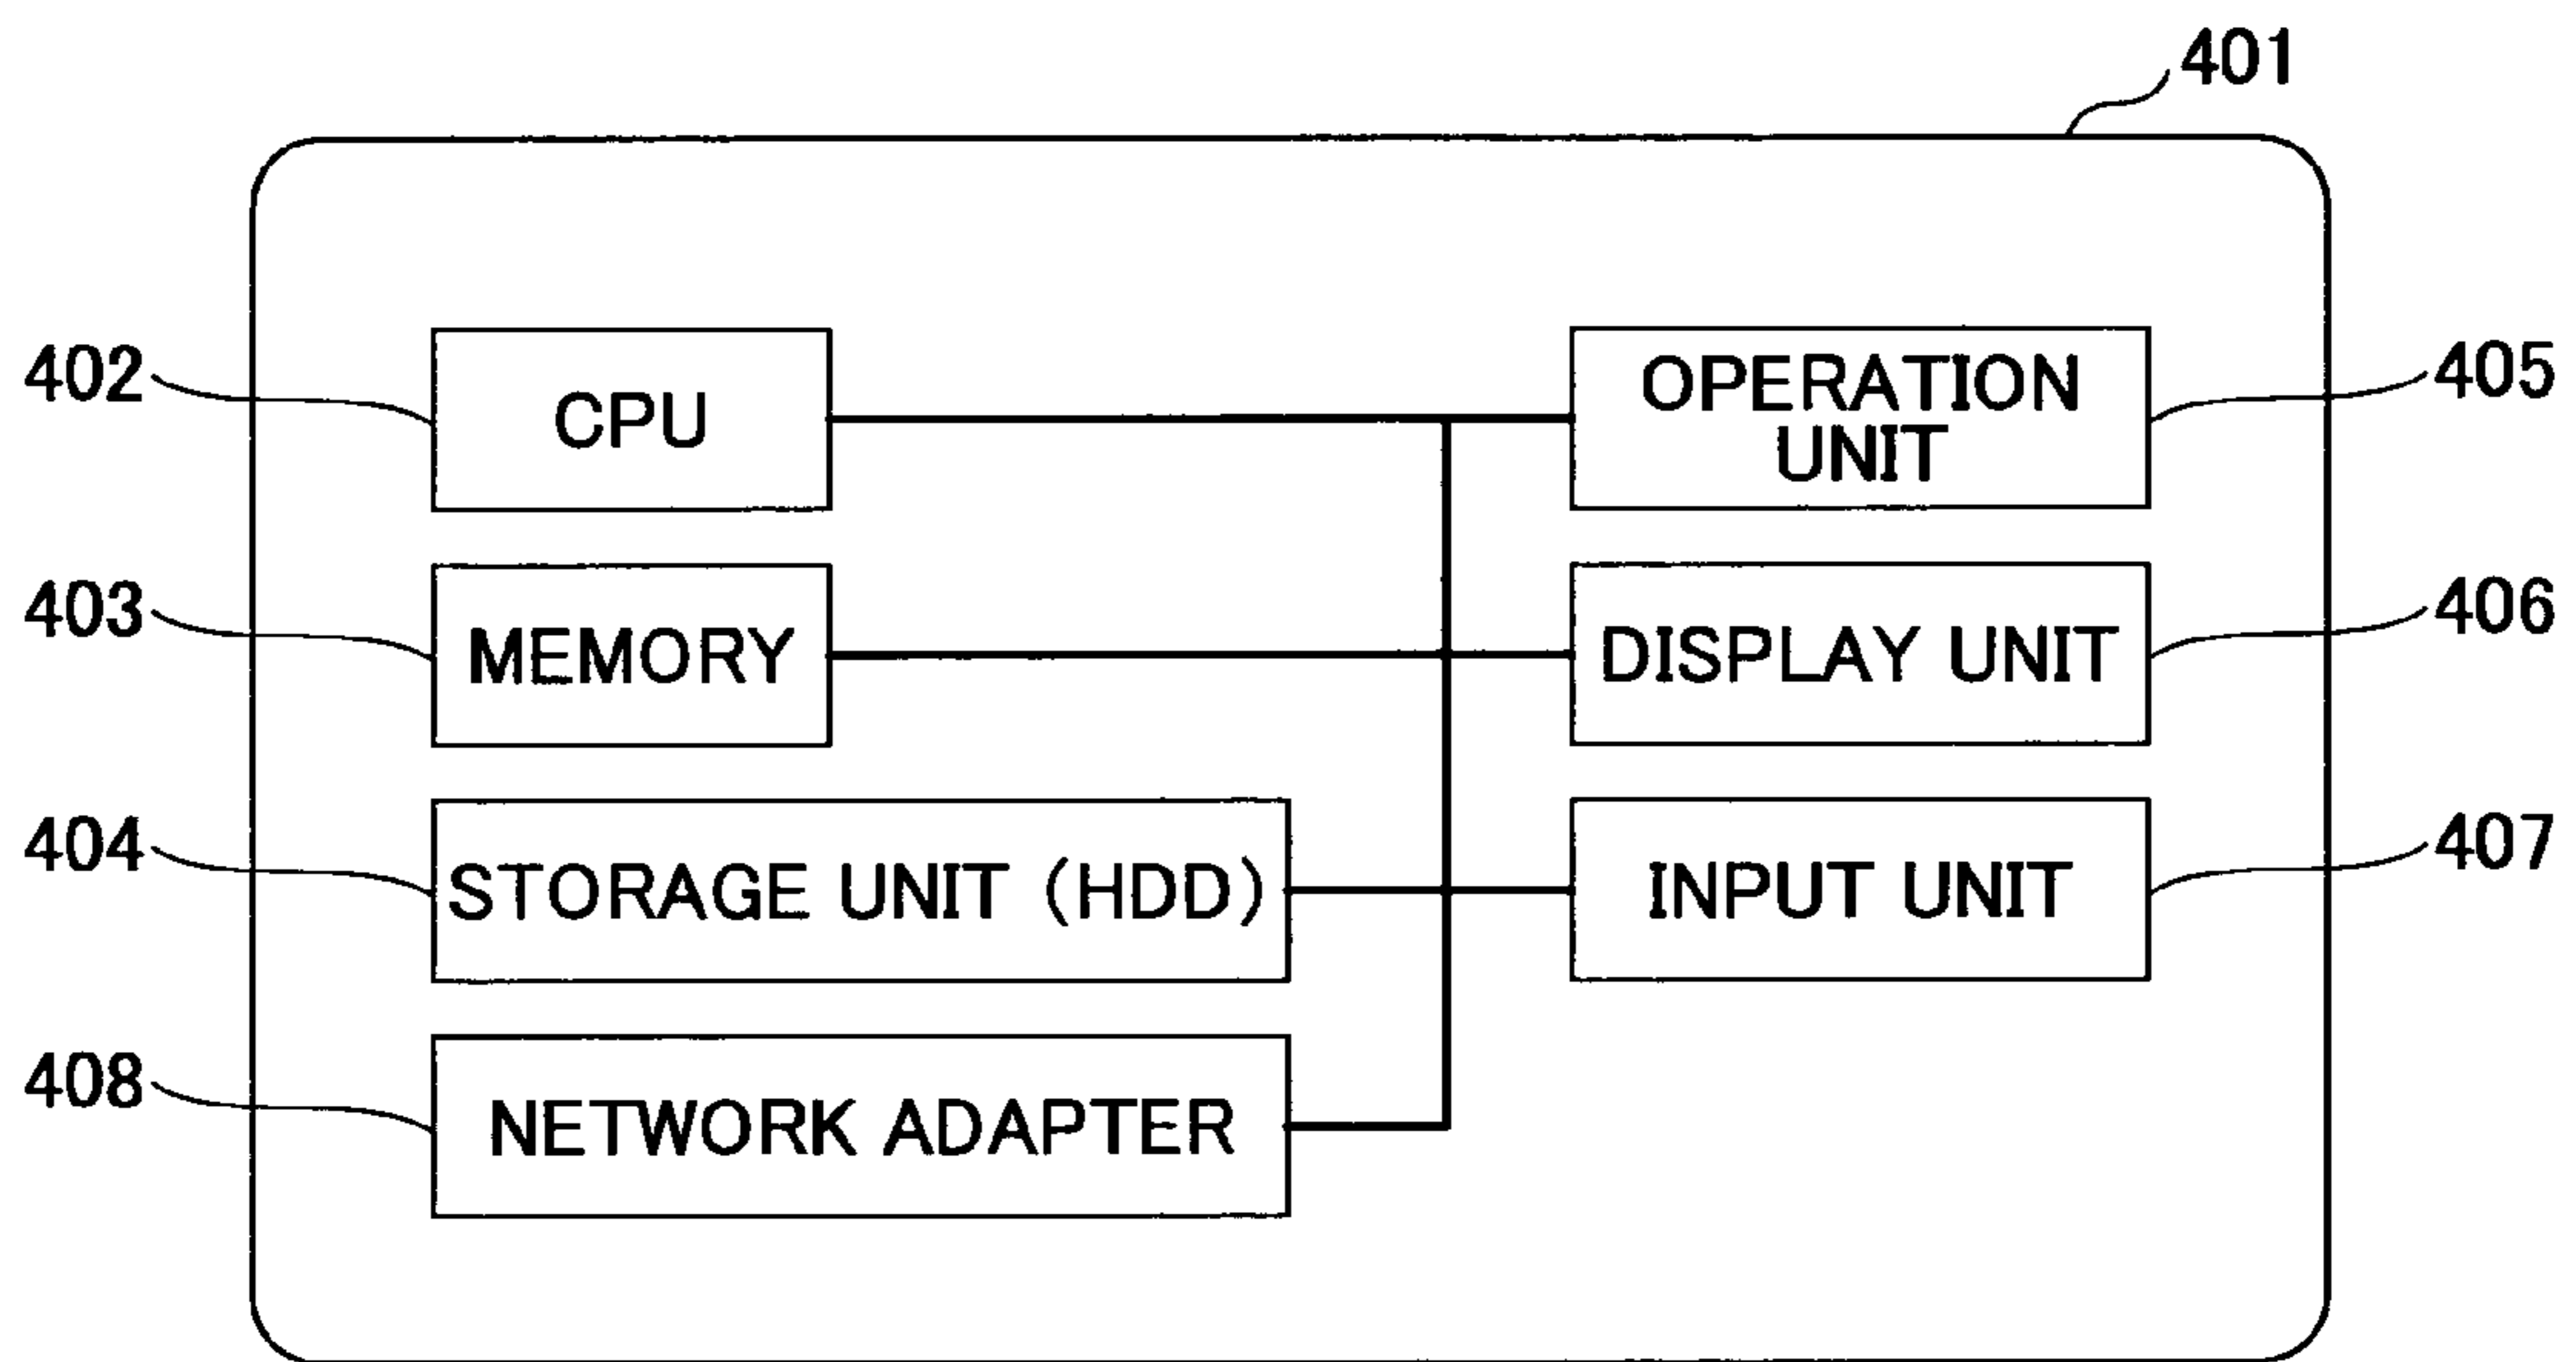 401
402
CPU
OPERATION
UNIT
405
403
MEMORY
DISPLAY UNIT
406
404
STORAGE UNIT (HDD)
INPUT UNIT
407
408
NETWORK ADAPTER